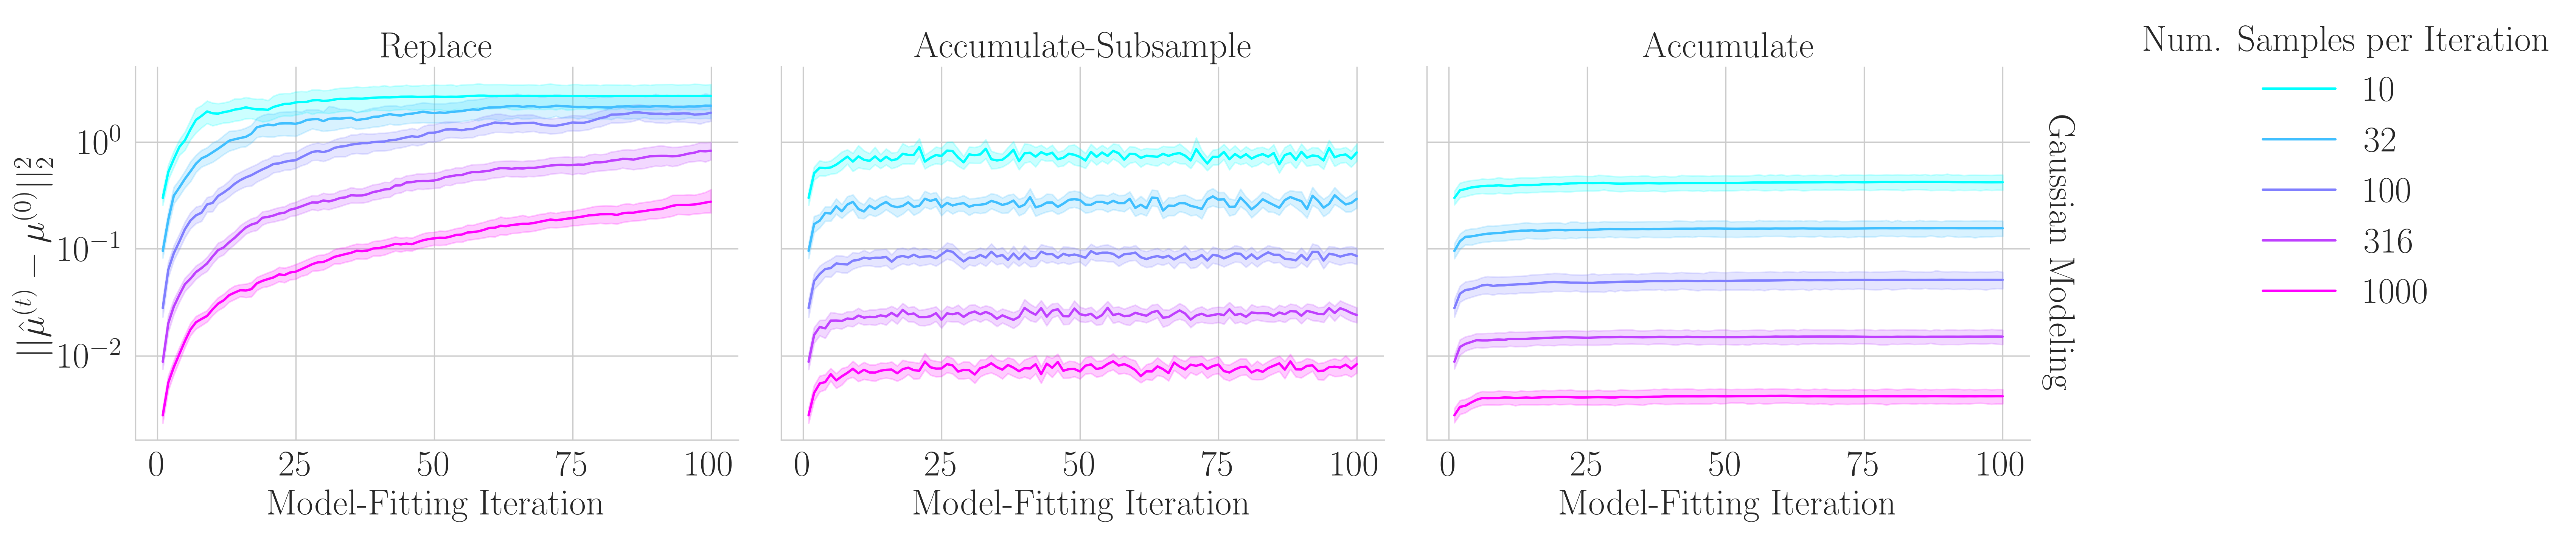 Replace
Accumulate-Subsample
Accumulate
Num. Samples per Iteration
10
32
100
316
1000
||μ̂^(t) − μ^(0)||_2^2
10^0
10^−1
10^−2
0 25 50 75 100
0 25 50 75 100
0 25 50 75 100
Model-Fitting Iteration
Model-Fitting Iteration
Model-Fitting Iteration
Gaussian Modeling